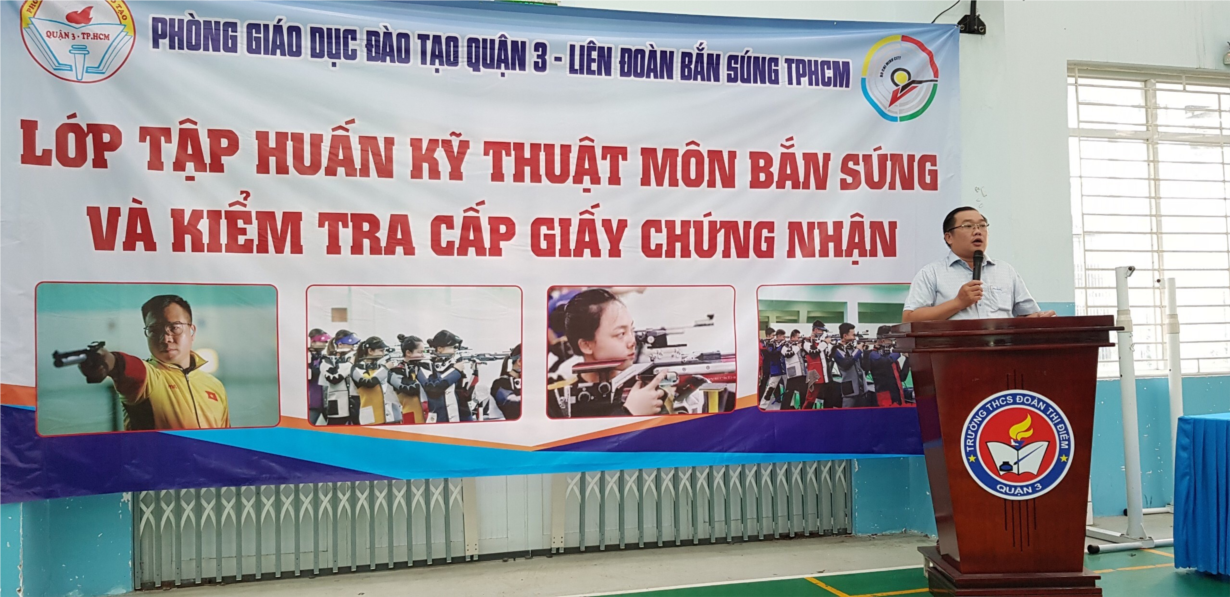 QUẬN 3 - TP.HCM
PHÒNG GIÁO DỤC ĐÀO TẠO QUẬN 3 - LIÊN ĐOÀN BẮN SÚNG TPHCM
LỚP TẬP HUẤN KỸ THUẬT MÔN BẮN SÚNG
VÀ KIỂM TRA CẤP GIẤY CHỨNG NHẬN
TRƯỜNG THCS ĐOÀN THỊ ĐIỂM
QUẬN 3